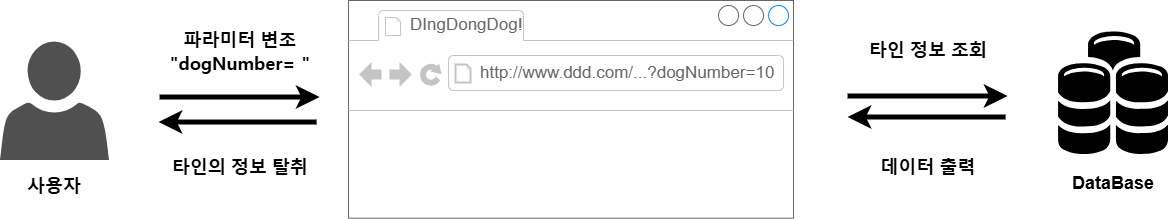 파라미터 변조
"dogNumber= "
타인의 정보 탈취
사용자
DIngDongDog!
http://www.ddd.com/...?dogNumber=10
타인 정보 조회
데이터 출력
DataBase